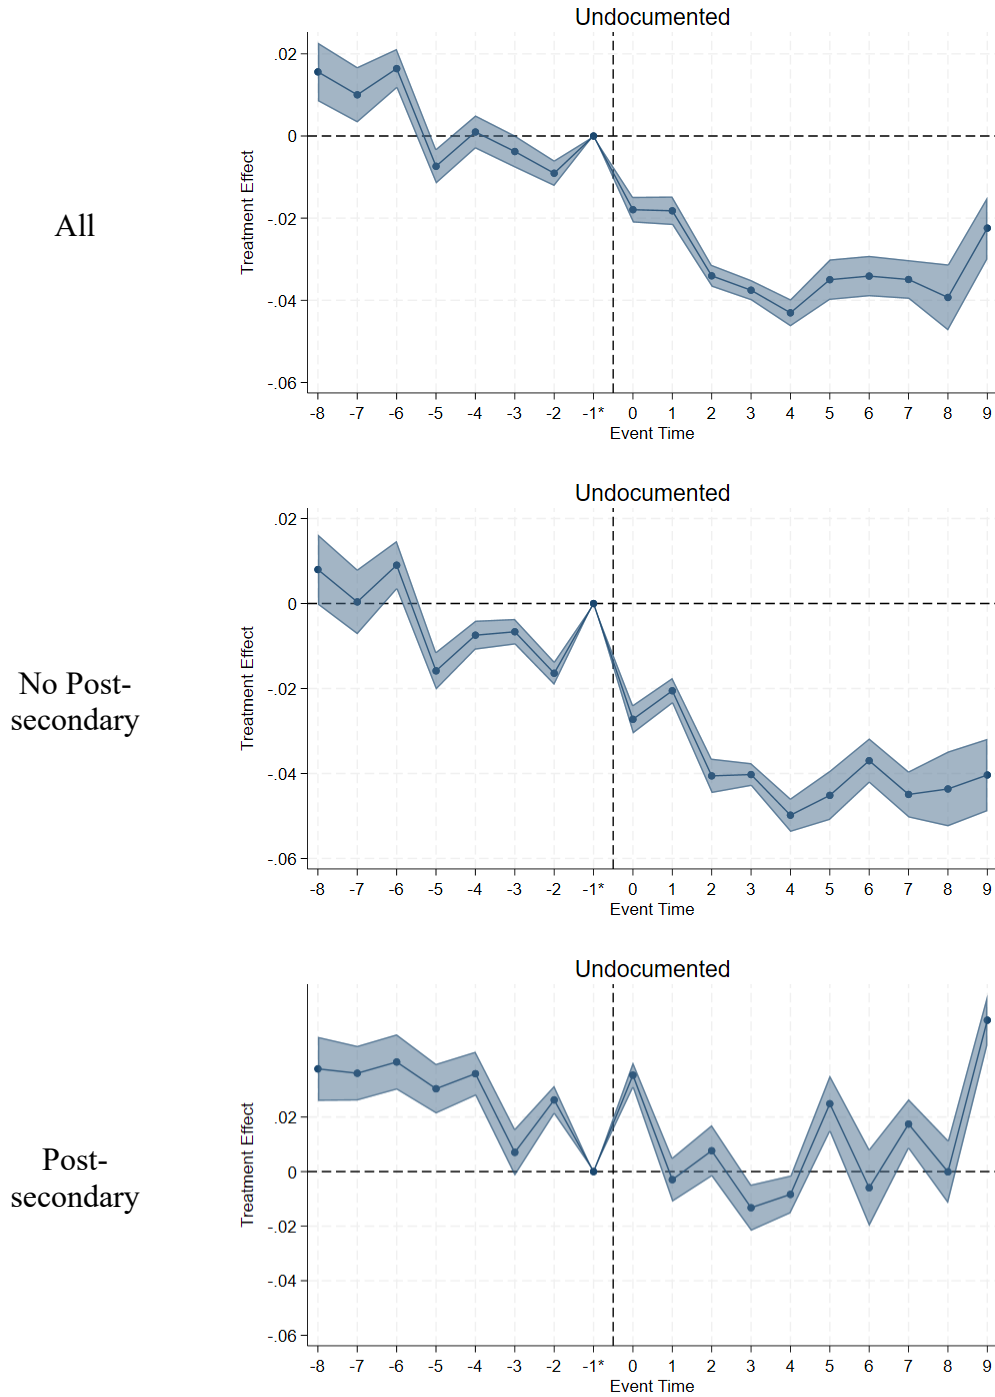 Undocumented
All
Treatment Effect
.02
0
-.02
-.04
-.06
-8 -7 -6 -5 -4 -3 -2 -1* 0 1 2 3 4 5 6 7 8 9
Event Time
Undocumented
No Post-
secondary
Treatment Effect
.02
0
-.02
-.04
-.06
-8 -7 -6 -5 -4 -3 -2 -1* 0 1 2 3 4 5 6 7 8 9
Event Time
Undocumented
Post-
secondary
Treatment Effect
.02
0
-.02
-.04
-.06
-8 -7 -6 -5 -4 -3 -2 -1* 0 1 2 3 4 5 6 7 8 9
Event Time